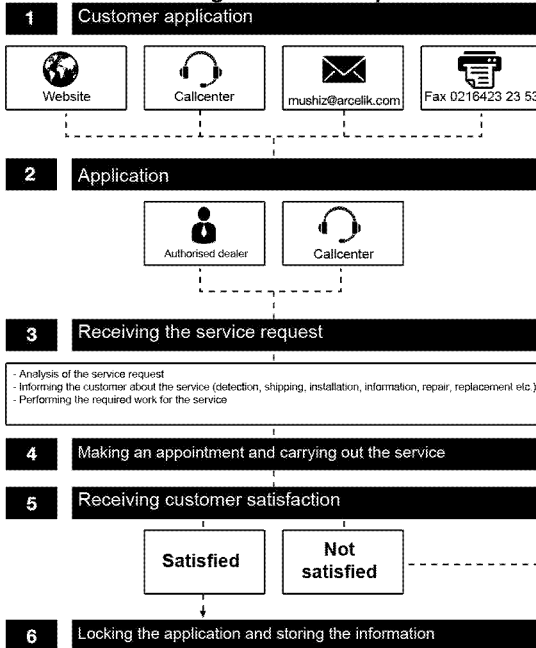 1 Customer application
Website
Callcenter
mushiz@arcelik.com
Fax 0216423 23 53
2 Application
Authorised dealer
Callcenter
3 Receiving the service request
- Analysis of the service request
- Informing the customer about the service (detection, shipping, installation, information, repair, replacement etc.)
- Performing the required work for the service
4 Making an appointment and carrying out the service
5 Receiving customer satisfaction
Satisfied
Not
satisfied
6 Locking the application and storing the information